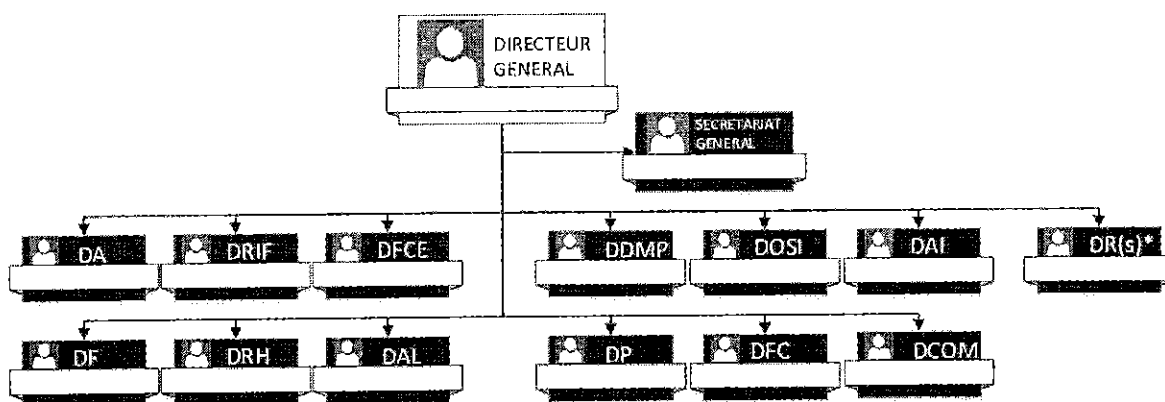 DIRECTEUR
GENERAL
SECRETARIAT
GENERAL
DA
DRIF
DFCE
DDMP
DOSI
DAI
DR(s)*
DF
DRH
DAL
DP
DFC
DCOM